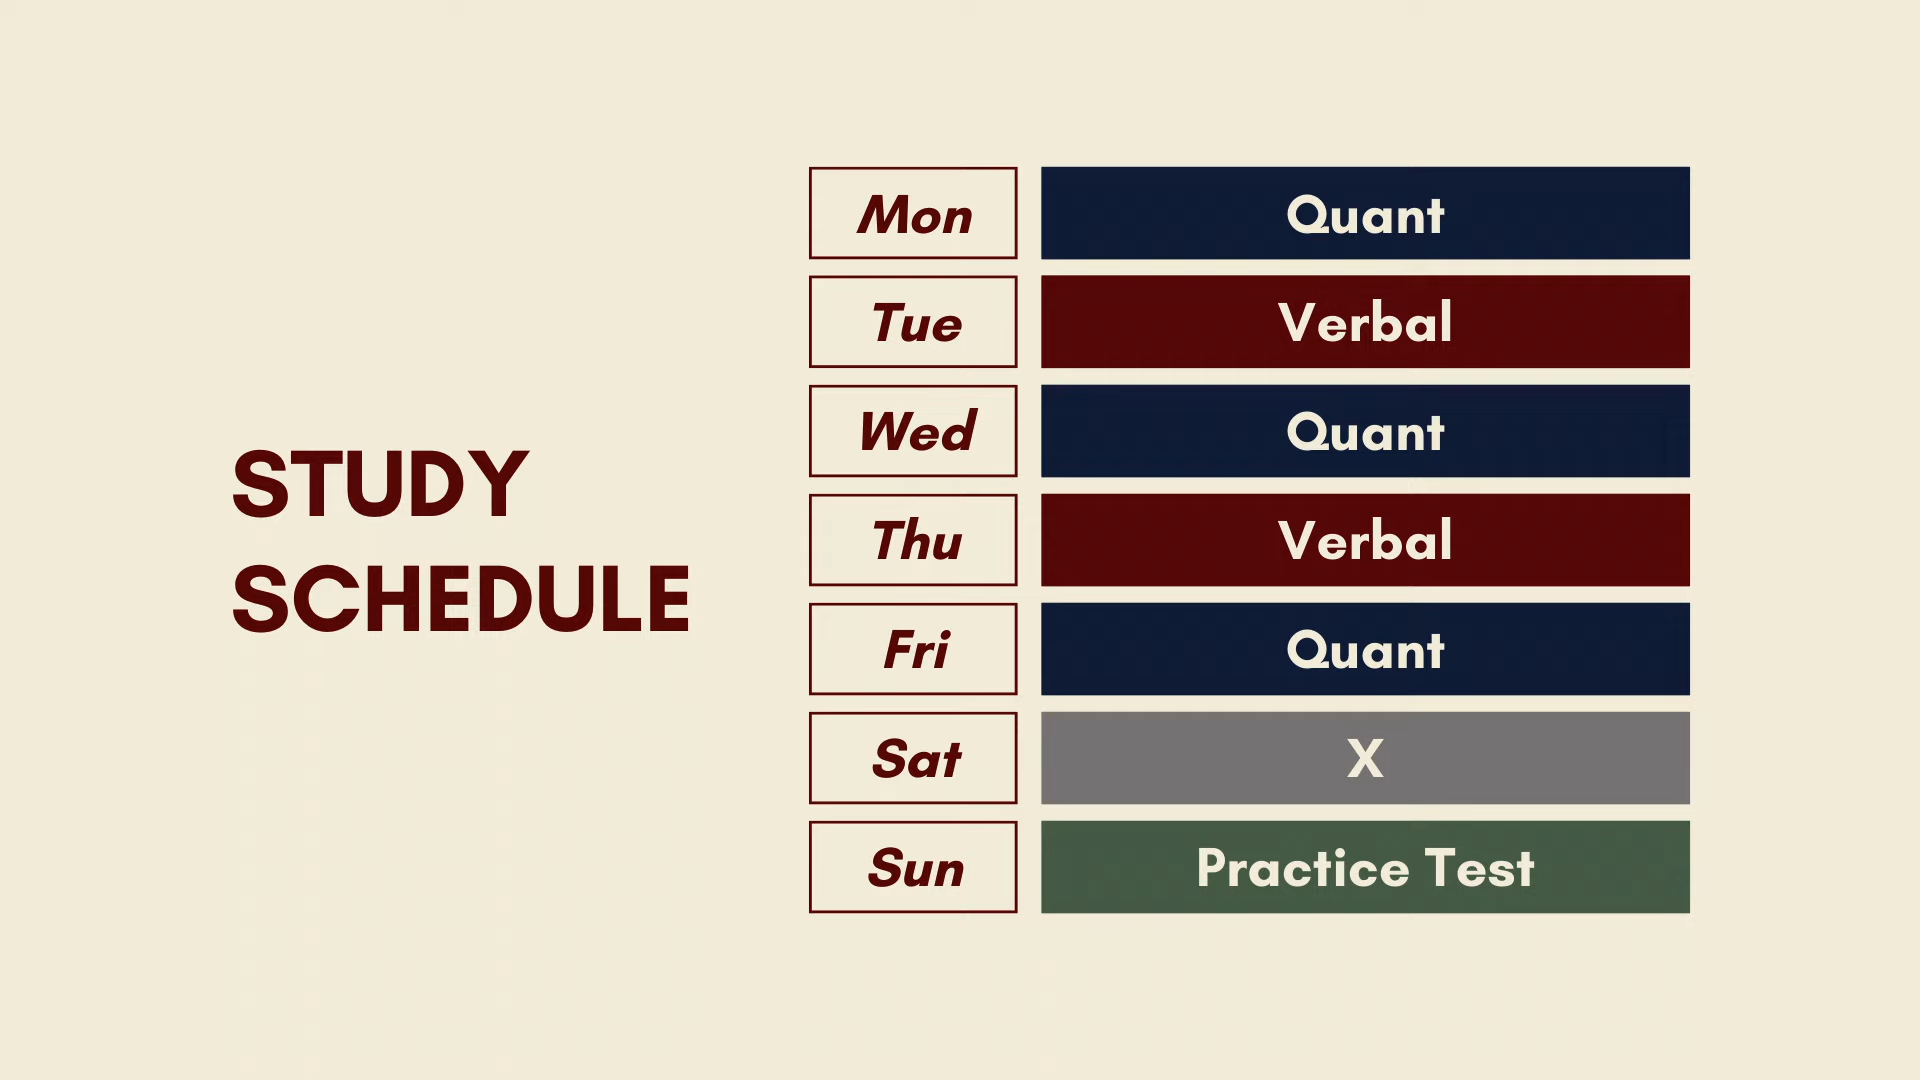 STUDY
SCHEDULE
Mon Quant
Tue Verbal
Wed Quant
Thu Verbal
Fri Quant
Sat X
Sun Practice Test